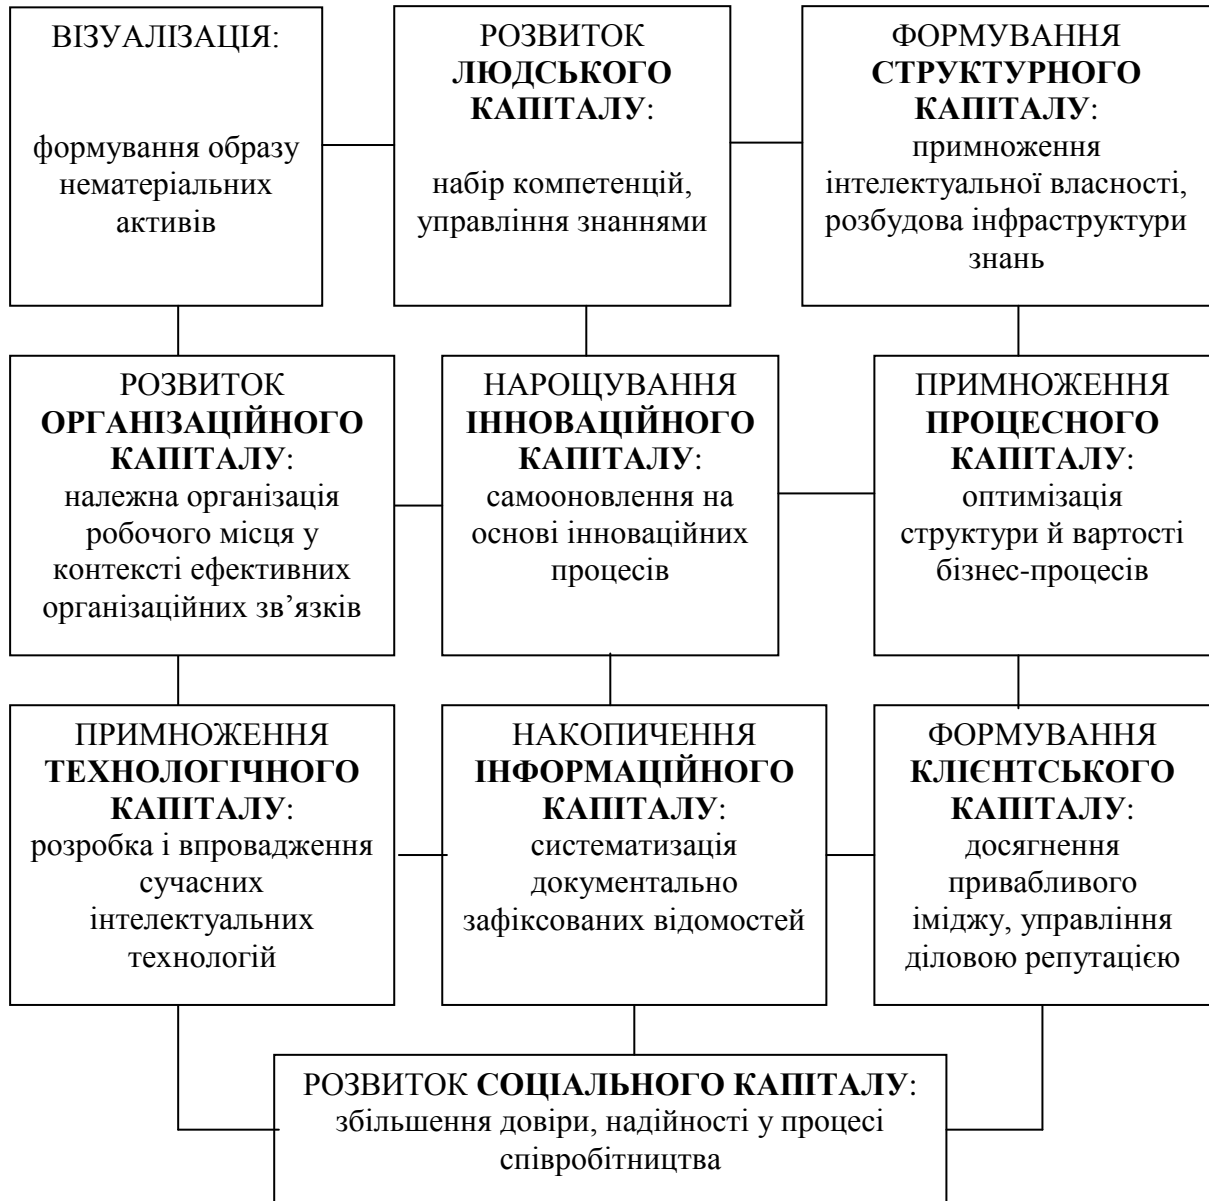 ВІЗУАЛІЗАЦІЯ:
формування образу
нематеріальних
активів
РОЗВИТОК
ЛЮДСЬКОГО
КАПІТАЛУ:
набір компетенцій,
управління знаннями
ФОРМУВАННЯ
СТРУКТУРНОГО
КАПІТАЛУ:
примноження
інтелектуальної власності,
розбудова інфраструктури
знань
РОЗВИТОК
ОРГАНІЗАЦІЙНОГО
КАПІТАЛУ:
належна організація
робочого місця у
контексті ефективних
організаційних зв’язків
НАРОЩУВАННЯ
ІННОВАЦІЙНОГО
КАПІТАЛУ:
самооновлення на
основі інноваційних
процесів
ПРИМНОЖЕННЯ
ПРОЦЕСНОГО
КАПІТАЛУ:
оптимізація
структури й вартості
бізнес-процесів
ПРИМНОЖЕННЯ
ТЕХНОЛОГІЧНОГО
КАПІТАЛУ:
розробка і впровадження
сучасних
інтелектуальних
технологій
НАКОПИЧЕННЯ
ІНФОРМАЦІЙНОГО
КАПІТАЛУ:
систематизація
документально
зафіксованих відомостей
ФОРМУВАННЯ
КЛІЄНТСЬКОГО
КАПІТАЛУ:
досягнення
привабливого
іміджу, управління
діловою репутацією
РОЗВИТОК СОЦІАЛЬНОГО КАПІТАЛУ:
збільшення довіри, надійності у процесі
співробітництва